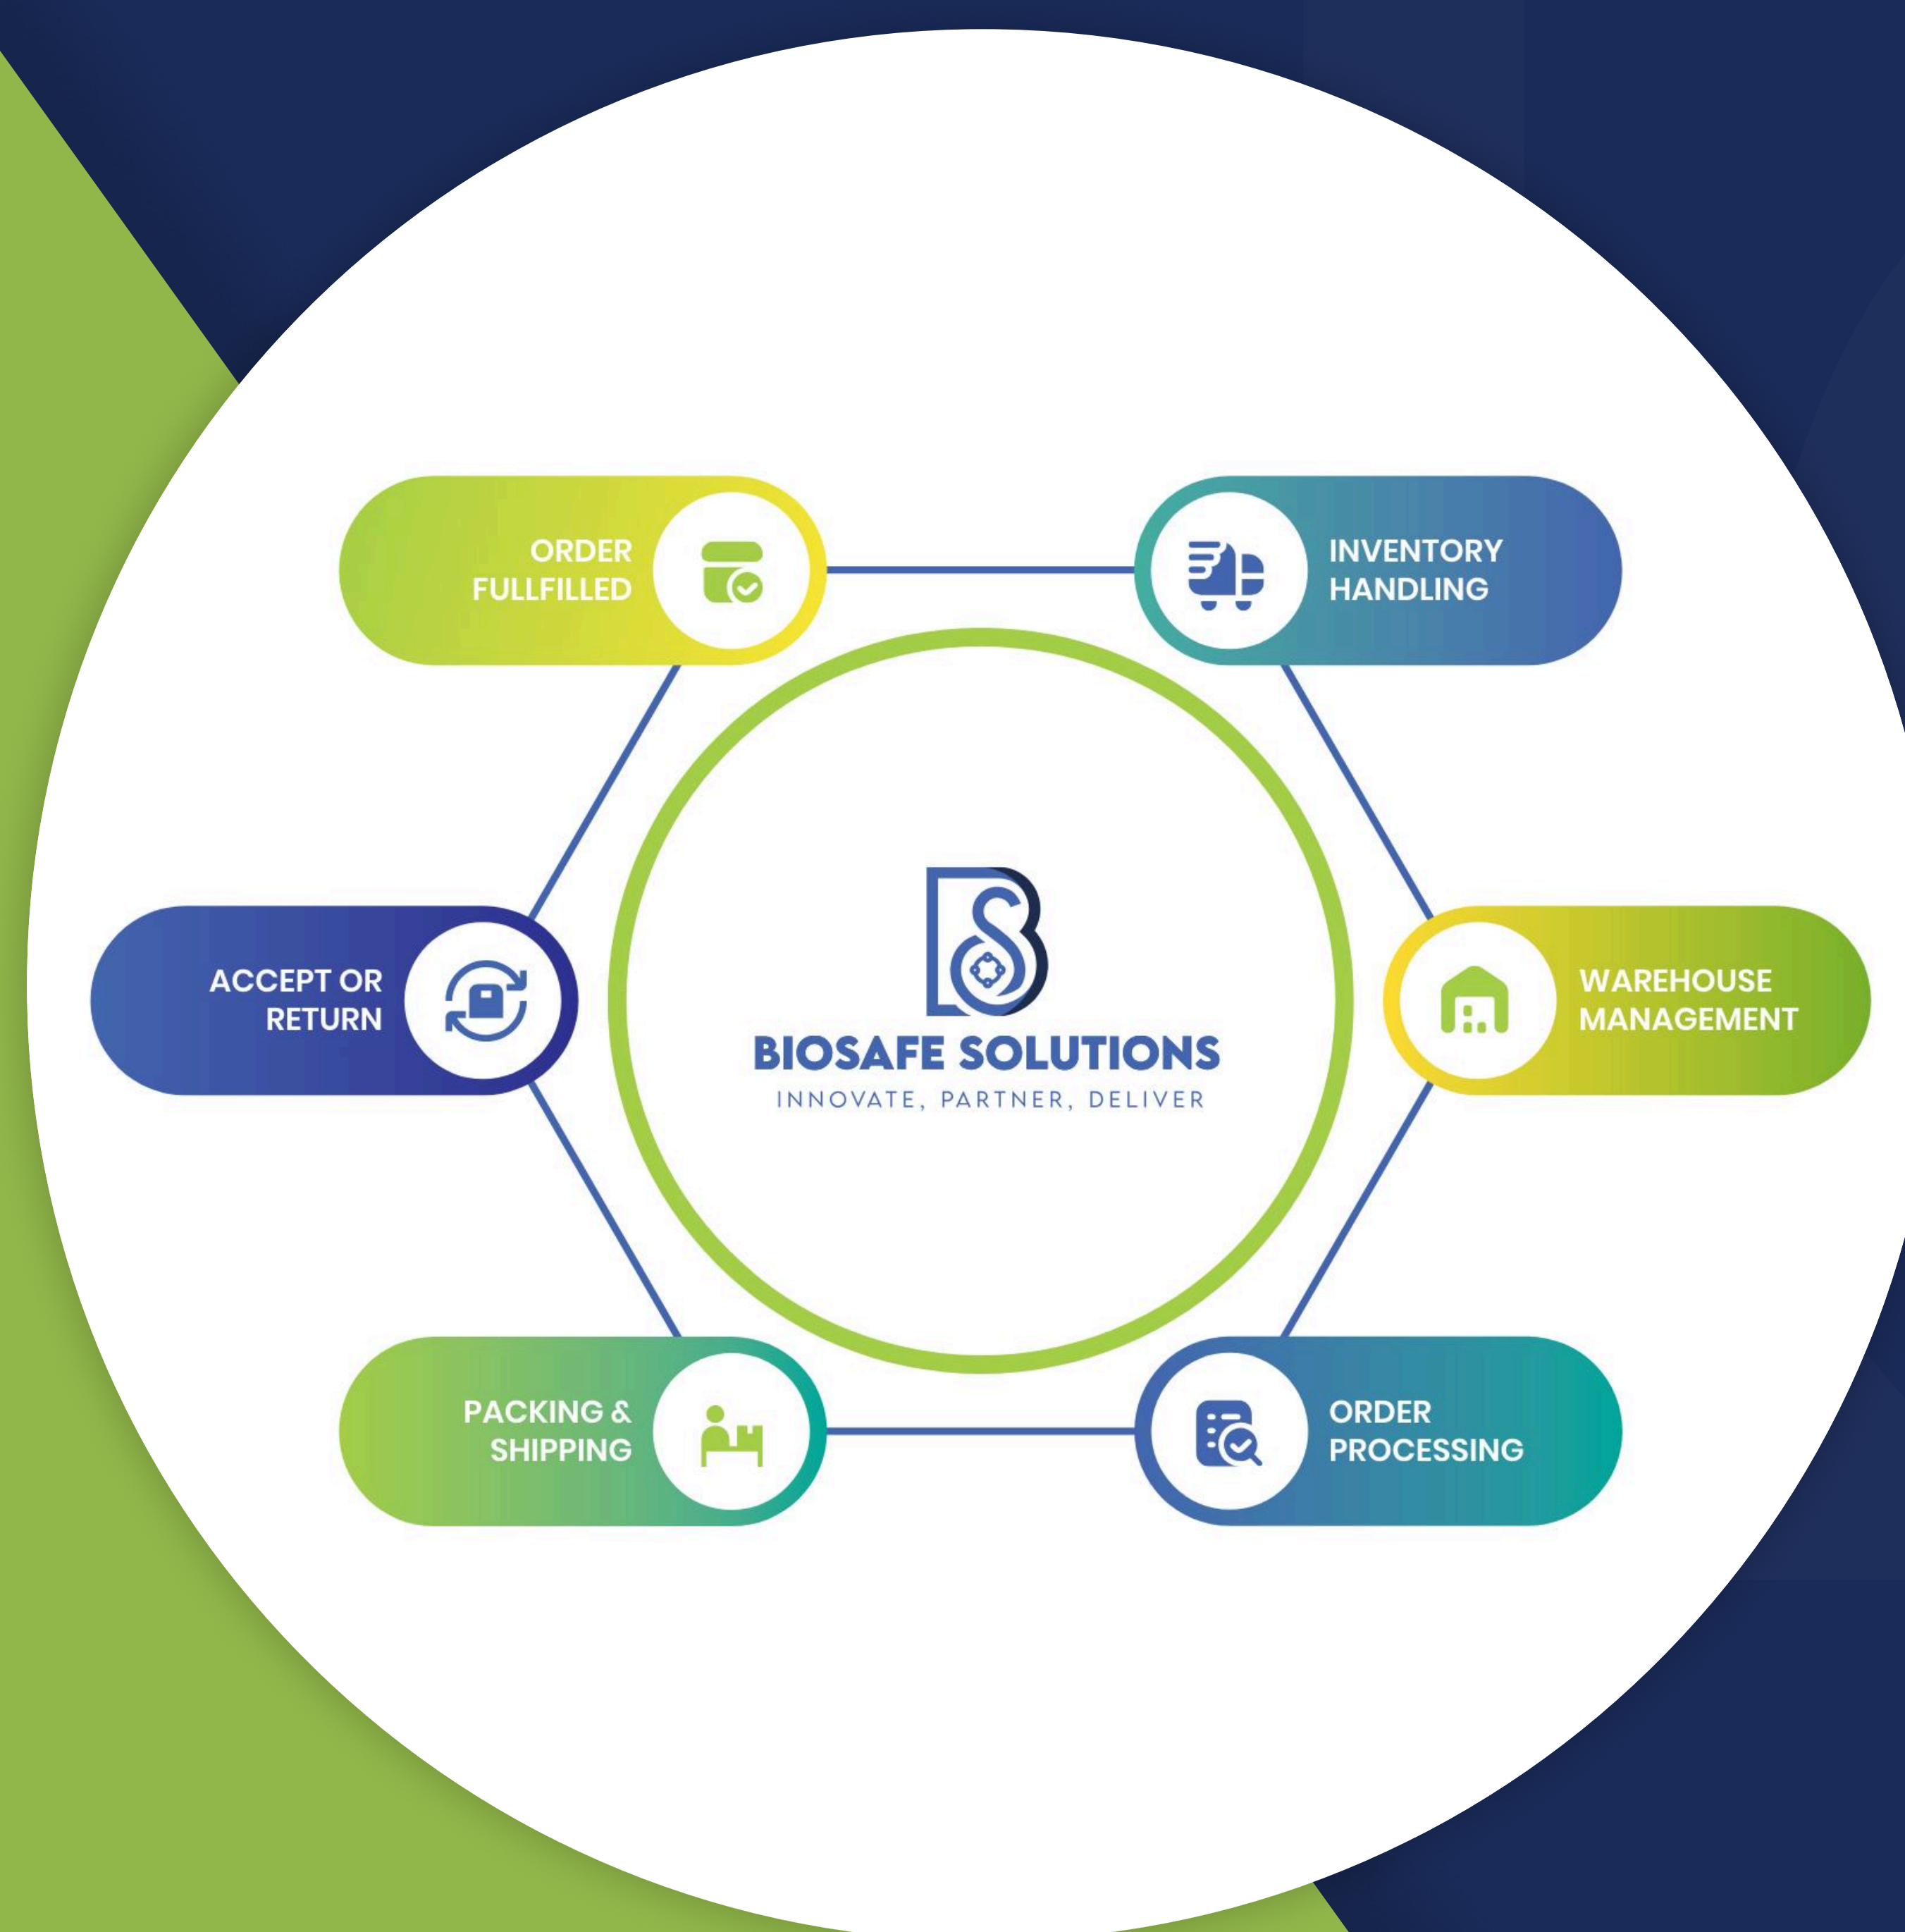 ORDER
FULLFILLED
INVENTORY
HANDLING
ACCEPT OR
RETURN
BIOSAFE SOLUTIONS
INNOVATE, PARTNER, DELIVER
WAREHOUSE
MANAGEMENT
PACKING &
SHIPPING
ORDER
PROCESSING